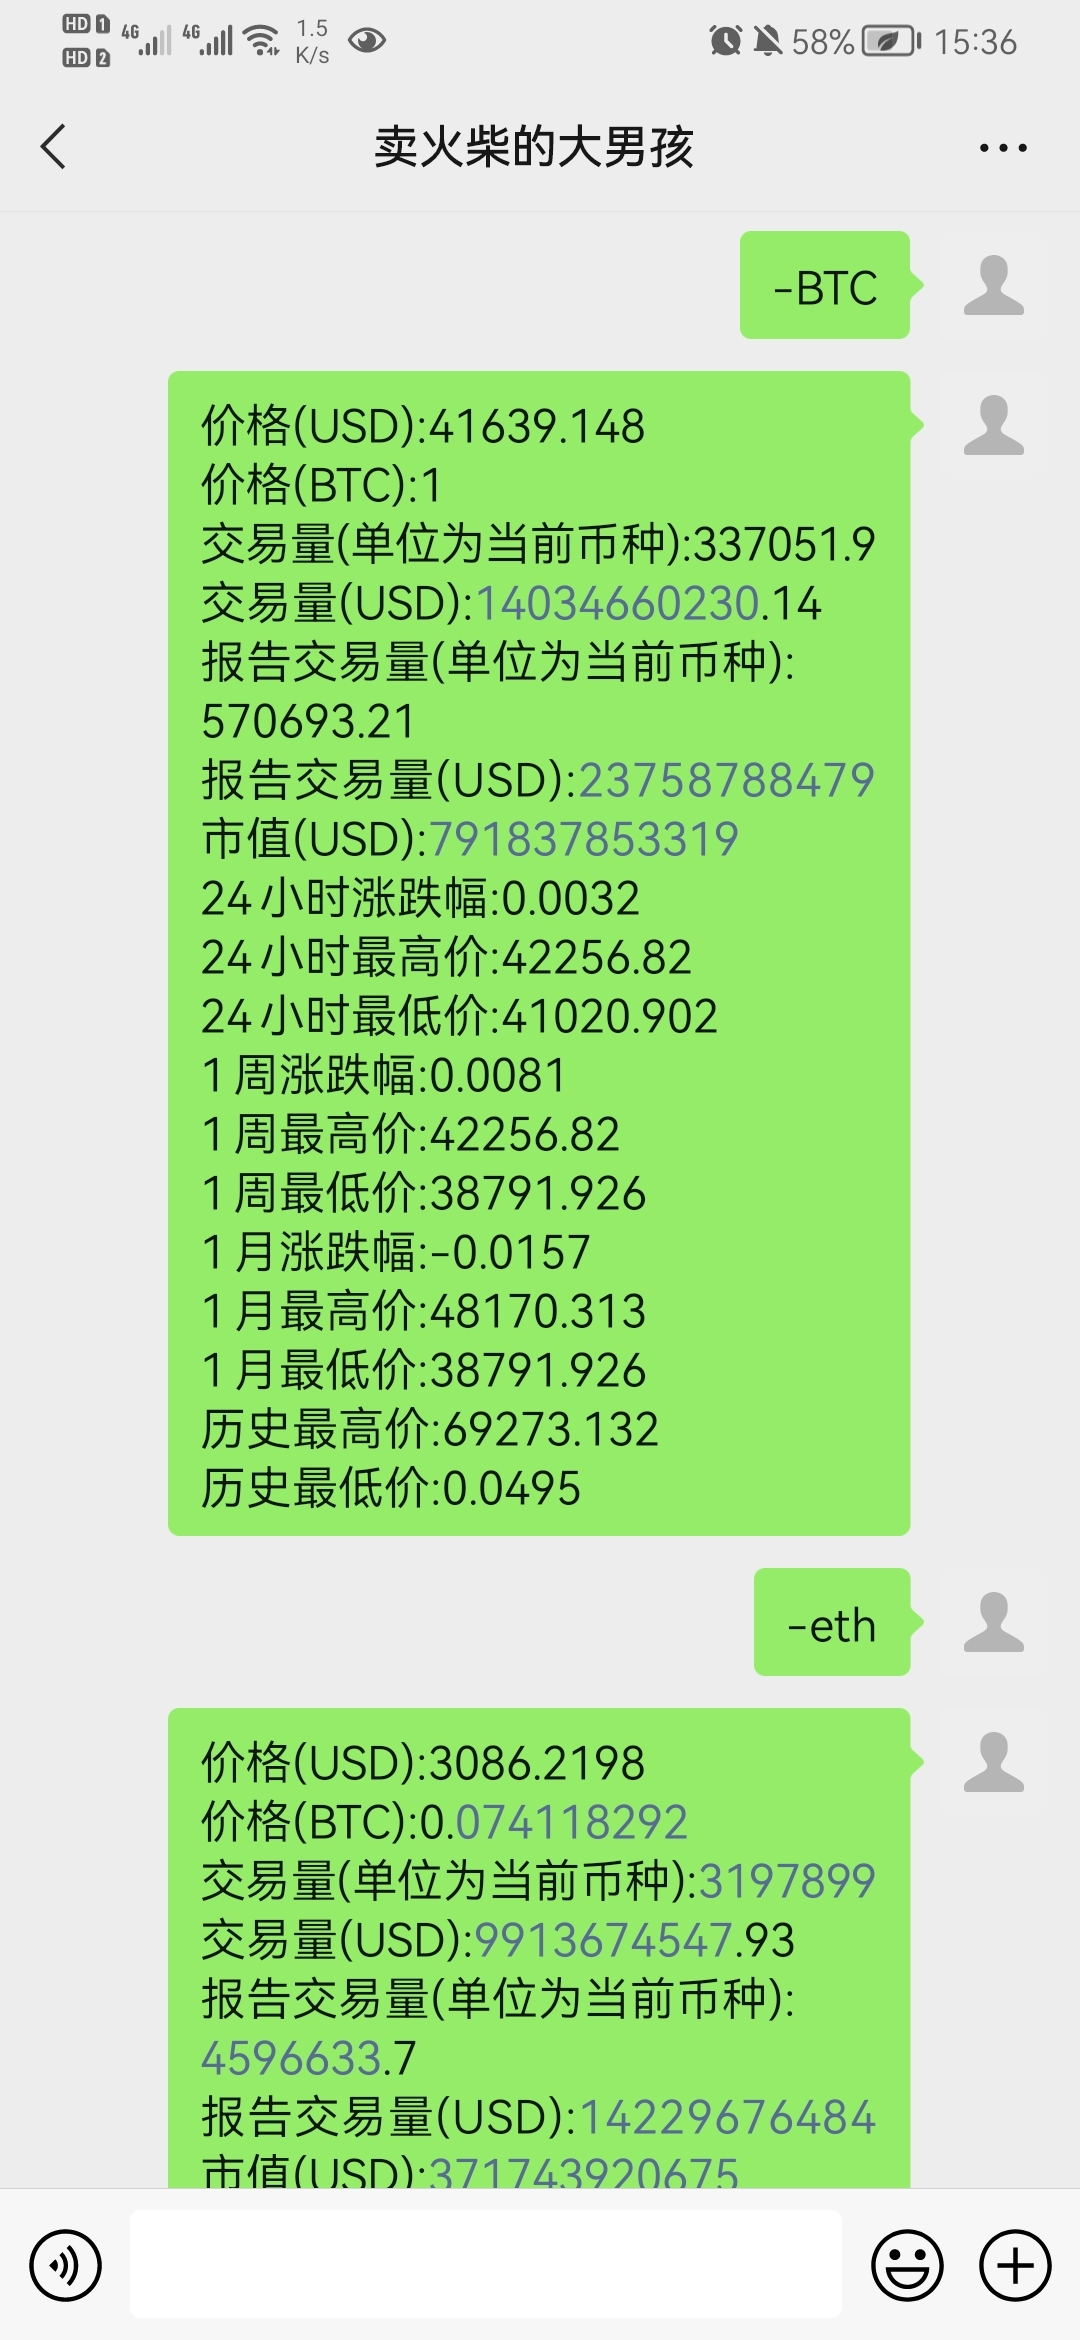 HD 1 4G 4G 1.5 58% 15:36
HD 2 K/s
卖火柴的大男孩
-BTC
价格(USD):41639.148
价格(BTC):1
交易量(单位为当前币种):337051.9
交易量(USD):14034660230.14
报告交易量(单位为当前币种):
570693.21
报告交易量(USD):23758788479
市值(USD):791837853319
24小时涨跌幅:0.0032
24小时最高价:42256.82
24小时最低价:41020.902
1周涨跌幅:0.0081
1周最高价:42256.82
1周最低价:38791.926
1月涨跌幅:-0.0157
1月最高价:48170.313
1月最低价:38791.926
历史最高价:69273.132
历史最低价:0.0495
-eth
价格(USD):3086.2198
价格(BTC):0.074118292
交易量(单位为当前币种):3197899
交易量(USD):9913674547.93
报告交易量(单位为当前币种):
4596633.7
报告交易量(USD):14229676484
市值(USD):371743920675